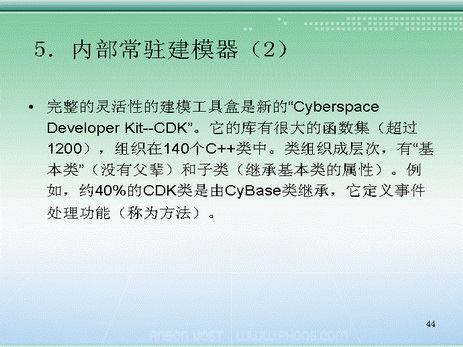 5．内部常驻建模器（2）
• 完整的灵活性的建模工具盒是新的“Cyberspace
Developer Kit--CDK”。它的库有很大的函数集（超过
1200），组织在140个C++类中。类组织成层次，有“基
本类”（没有父辈）和子类（继承基本类的属性）。例
如，约40%的CDK类是由CyBase类继承，它定义事件
处理功能（称为方法）。
44